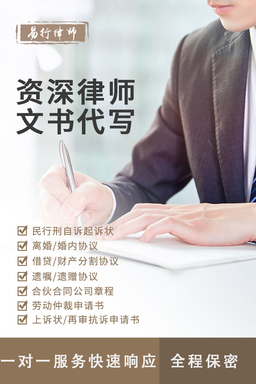 易行律师
资深律师
文书代写
民行刑自诉起诉状
离婚/婚内协议
借贷/财产分割协议
遗嘱/遗赠协议
合伙合同公司章程
劳动仲裁申请书
上诉状/再审抗诉申请书
一对一服务快速响应 全程保密